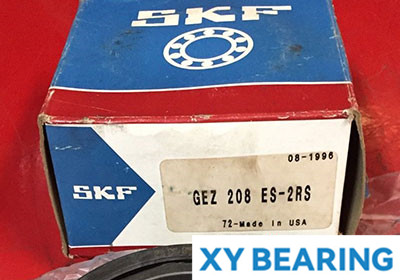 SKF
08-1996
SKF
GEZ 208 ES-2RS
72-Made in USA
XY BEARING